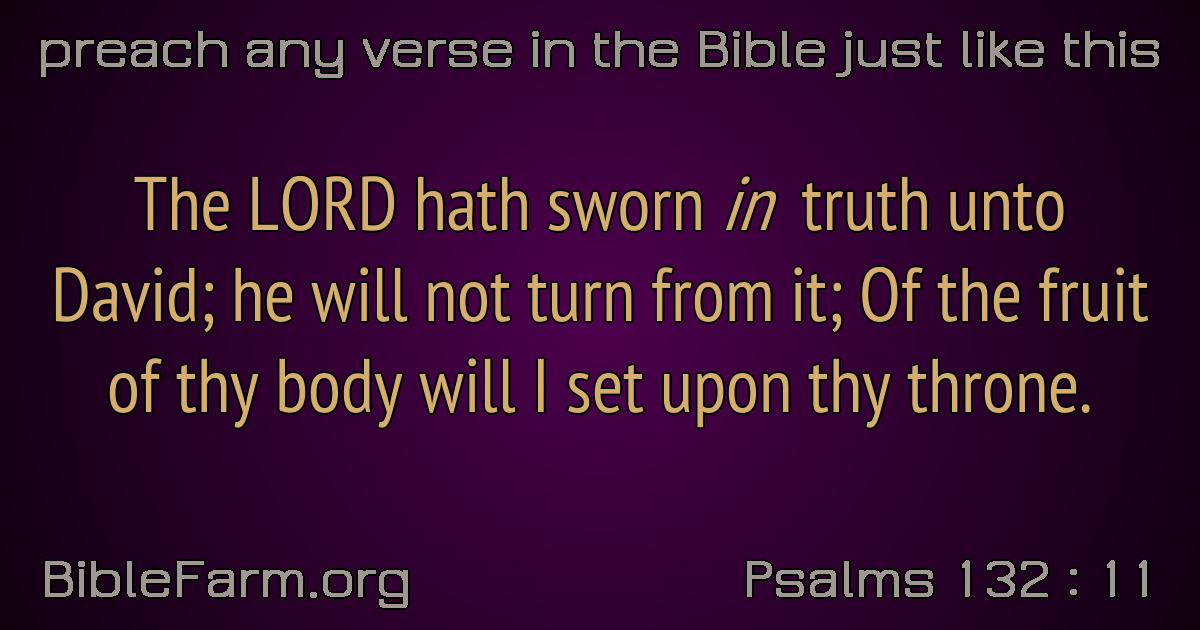 preach any verse in the Bible just like this
The LORD hath sworn in truth unto
David; he will not turn from it; Of the fruit
of thy body will I set upon thy throne.
BibleFarm.org
Psalms 132 : 11